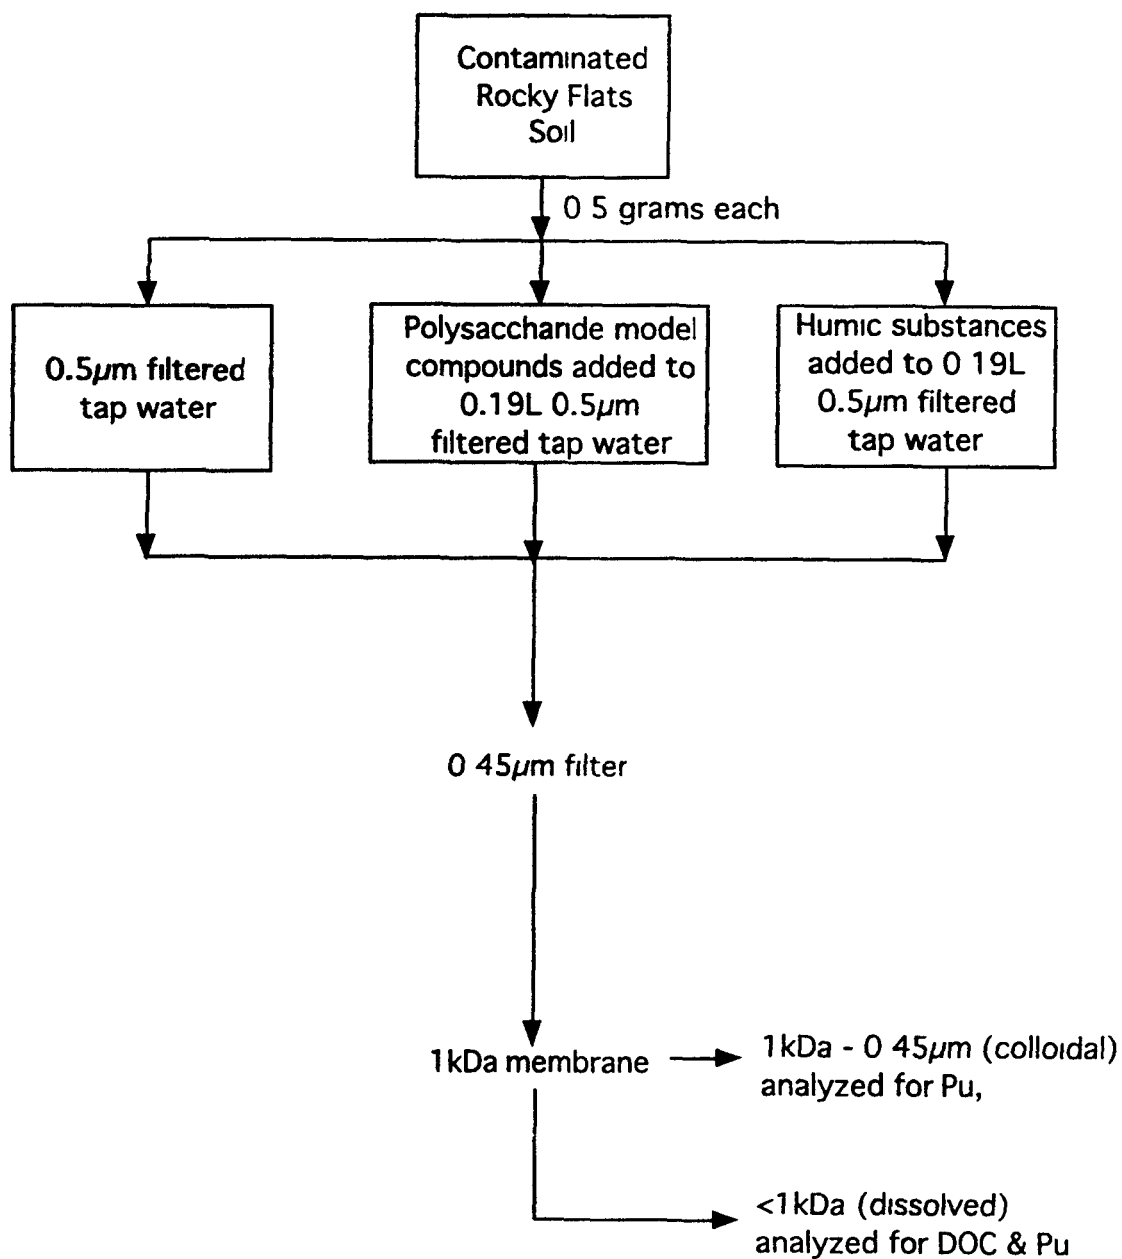 Contaminated
Rocky Flats
Soil
0 5 grams each
0.5µm filtered
tap water
Polysaccharide model
compounds added to
0.19L 0.5µm
filtered tap water
Humic substances
added to 0 19L
0.5µm filtered
tap water
0 45µm filter
1kDa membrane
1kDa - 0 45µm (colloidal)
analyzed for Pu,
<1kDa (dissolved)
analyzed for DOC & Pu